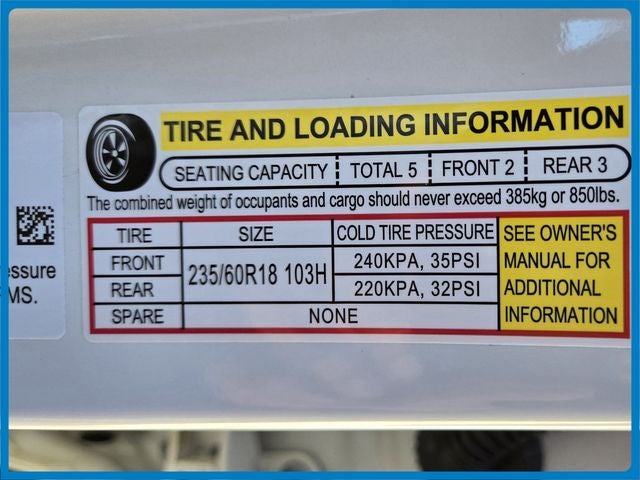 TIRE AND LOADING INFORMATION
SEATING CAPACITY TOTAL 5 FRONT 2 REAR 3
The combined weight of occupants and cargo should never exceed 385kg or 850lbs.
TIRE SIZE COLD TIRE PRESSURE
FRONT 235/60R18 103H 240KPA, 35PSI
REAR 220KPA, 32PSI
SPARE NONE
SEE OWNER'S
MANUAL FOR
ADDITIONAL
INFORMATION
essure
MS.